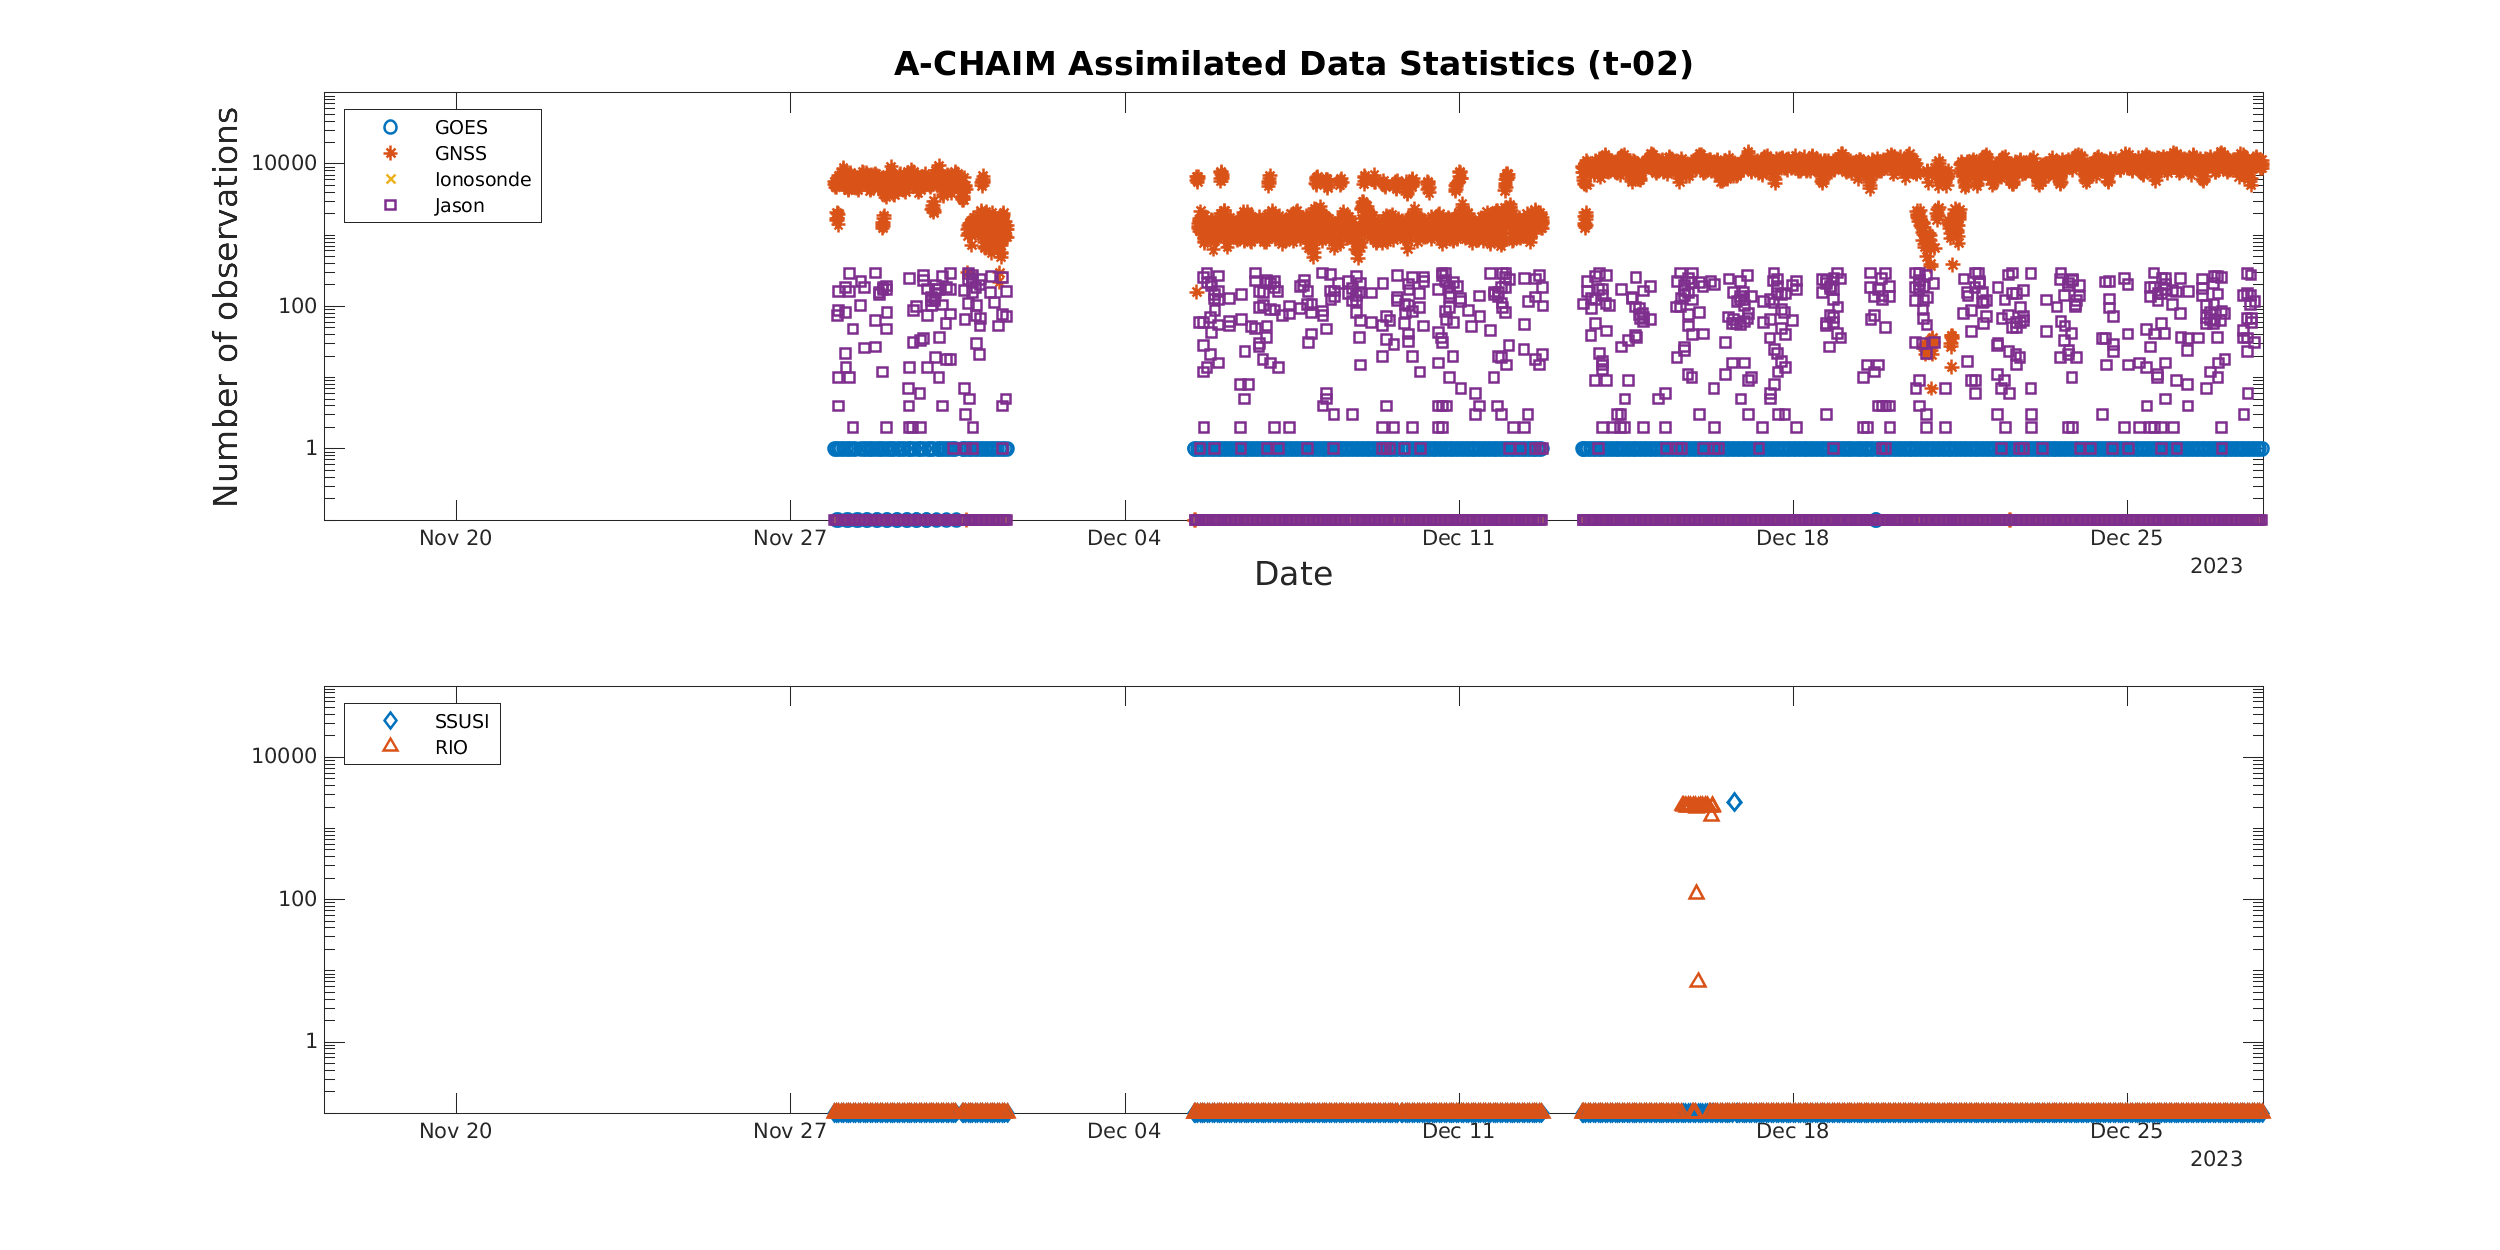 A-CHAIM Assimilated Data Statistics (t-02)
Number of observations
10000
100
1
GOES
GNSS
Ionosonde
Jason
Nov 20
Nov 27
Dec 04
Dec 11
Dec 18
Dec 25
2023
Date
10000
100
1
SSUSI
RIO
Nov 20
Nov 27
Dec 04
Dec 11
Dec 18
Dec 25
2023